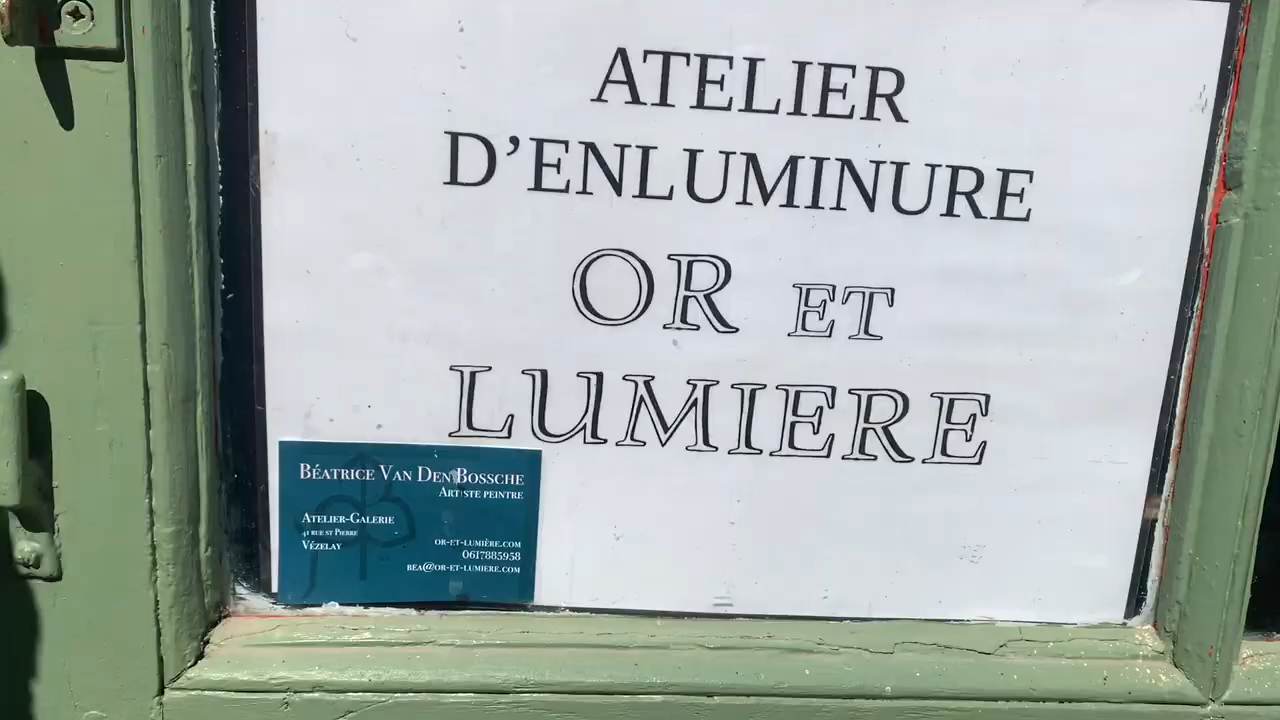 ATELIER
D’ENLUMINURE
OR ET
LUMIERE
BÉATRICE VAN DEN BOSSCHE
ARTISTE PEINTRE
ATELIER-GALERIE
41 RUE ST PIERRE
VÉZELAY
OR-ET-LUMIÈRE.COM
0617885958
BEA@OR-ET-LUMIERE.COM